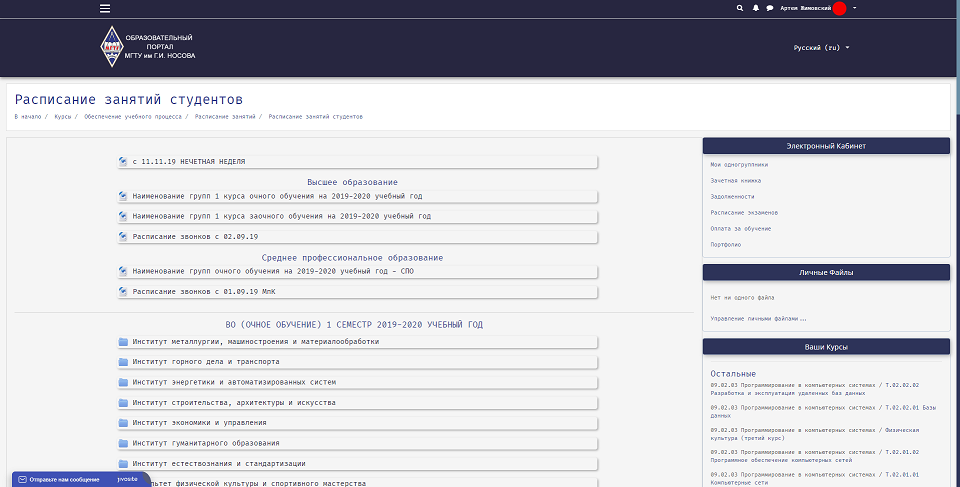 Артем Жимовский
ОБРАЗОВАТЕЛЬНЫЙ
ПОРТАЛ
МГТУ им Г.И. НОСОВА
МГТУ
Русский (ru)
Расписание занятий студентов
В начало / Курсы / Обеспечение учебного процесса / Расписание занятий / Расписание занятий студентов
с 11.11.19 НЕЧЕТНАЯ НЕДЕЛЯ
Высшее образование
Наименование групп 1 курса очного обучения на 2019-2020 учебный год
Наименование групп 1 курса заочного обучения на 2019-2020 учебный год
Расписание звонков с 02.09.19
Среднее профессиональное образование
Наименование групп очного обучения на 2019-2020 учебный год - СПО
Расписание звонков с 01.09.19 МпК
ВО (ОЧНОЕ ОБУЧЕНИЕ) 1 СЕМЕСТР 2019-2020 УЧЕБНЫЙ ГОД
Институт металлургии, машиностроения и материалообработки
Институт горного дела и транспорта
Институт энергетики и автоматизированных систем
Институт строительства, архитектуры и искусства
Институт экономики и управления
Институт гуманитарного образования
Институт естествознания и стандартизации
физической культуры и спортивного мастерства
Отправьте нам сообщение jivosite
Электронный Кабинет
Мои одногруппники
Зачетная книжка
Задолженности
Расписание экзаменов
Оплата за обучение
Портфолио
Личные Файлы
Нет ни одного файла
Управление личными файлами...
Ваши Курсы
Остальные
09.02.03 Программирование в компьютерных системах / Т.02.02.02
Разработка и эксплуатация удаленных баз данных
09.02.03 Программирование в компьютерных системах / Т.02.02.01 Базы
данных
09.02.03 Программирование в компьютерных системах / Физическая
культура (третий курс)
09.02.03 Программирование в компьютерных системах / Т.02.01.02
Программное обеспечение компьютерных сетей
09.02.03 Программирование в компьютерных системах / Т.02.01.01
Компьютерные сети